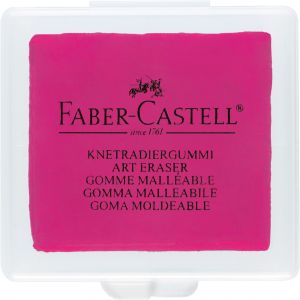 FABER-CASTELL®
since 1761
KNETRADIERGUMMI
ART ERASER
GOMME MALLÉABLE
GOMMA MALLEABILE
GOMA MOLDEABLE